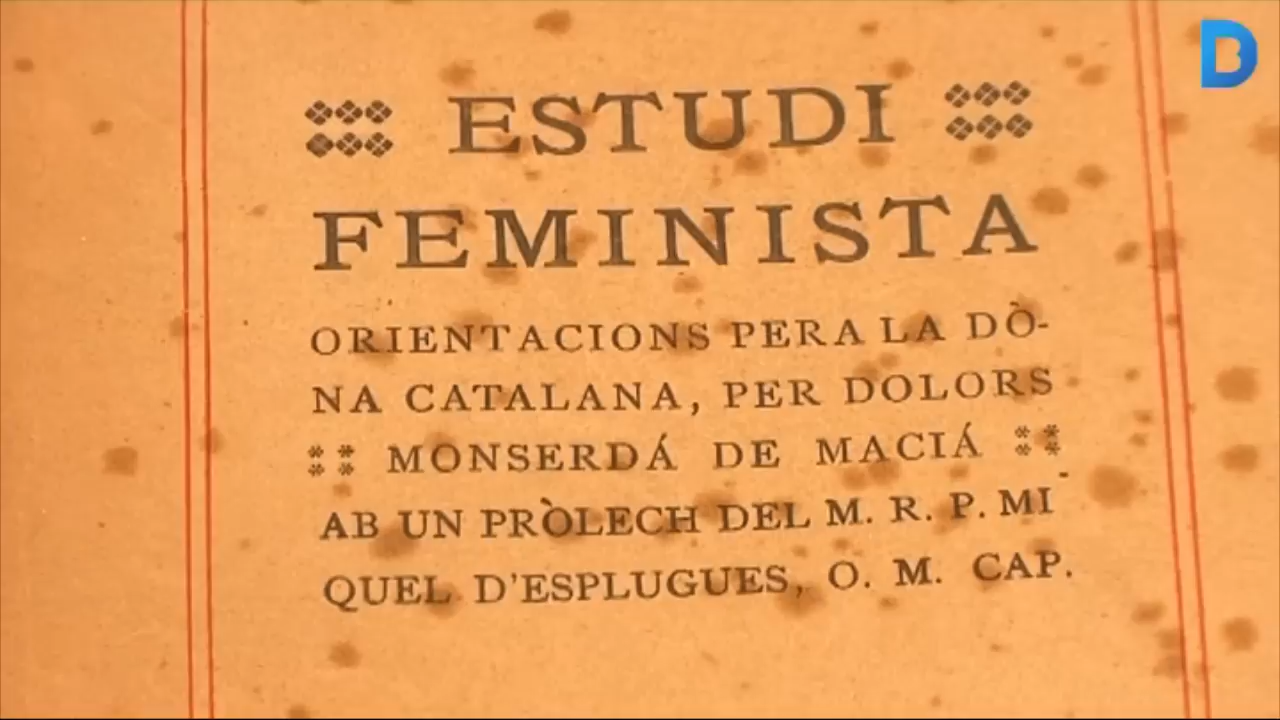 ESTUDI
FEMINISTA
ORIENTACIONS PERA LA DÒ-
NA CATALANA, PER DOLORS
MONSERDÁ DE MACIÁ
AB UN PRÒLECH DEL M. R. P. MI-
QUEL D'ESPLUGUES, O. M. CAP.